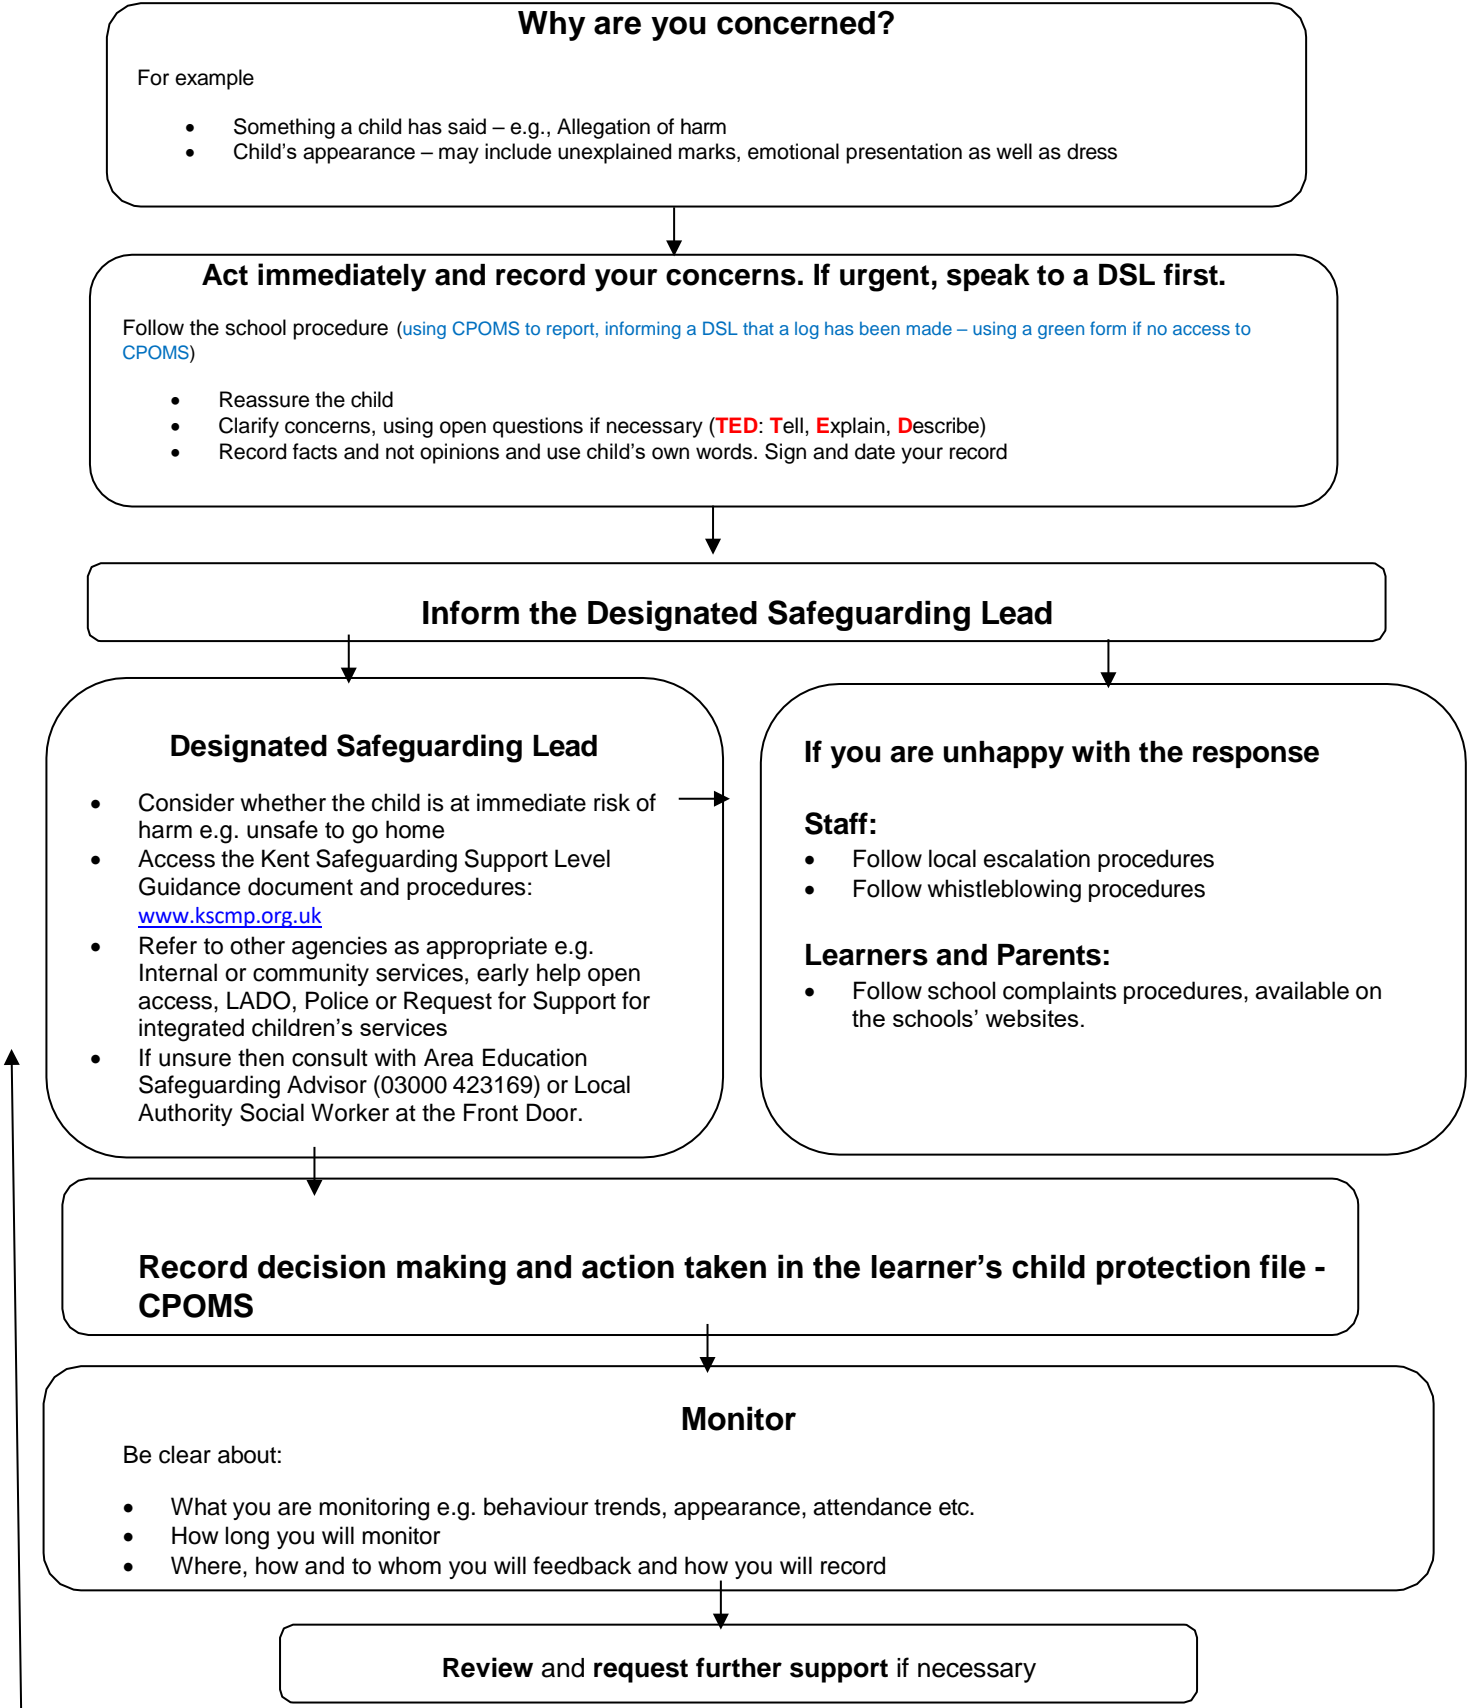 Why are you concerned?
For example
• Something a child has said – e.g., Allegation of harm
• Child's appearance – may include unexplained marks, emotional presentation as well as dress
Act immediately and record your concerns. If urgent, speak to a DSL first.
Follow the school procedure (using CPOMS to report, informing a DSL that a log has been made – using a green form if no access to
CPOMS)
• Reassure the child
• Clarify concerns, using open questions if necessary (TED: Tell, Explain, Describe)
• Record facts and not opinions and use child's own words. Sign and date your record
Inform the Designated Safeguarding Lead
Designated Safeguarding Lead
• Consider whether the child is at immediate risk of
harm e.g. unsafe to go home
• Access the Kent Safeguarding Support Level
Guidance document and procedures:
www.kscmp.org.uk
• Refer to other agencies as appropriate e.g.
Internal or community services, early help open
access, LADO, Police or Request for Support for
integrated children's services
• If unsure then consult with Area Education
Safeguarding Advisor (03000 423169) or Local
Authority Social Worker at the Front Door.
If you are unhappy with the response
Staff:
• Follow local escalation procedures
• Follow whistleblowing procedures
Learners and Parents:
• Follow school complaints procedures, available on
the schools' websites.
Record decision making and action taken in the learner's child protection file -
CPOMS
Monitor
Be clear about:
• What you are monitoring e.g. behaviour trends, appearance, attendance etc.
• How long you will monitor
• Where, how and to whom you will feedback and how you will record
Review and request further support if necessary